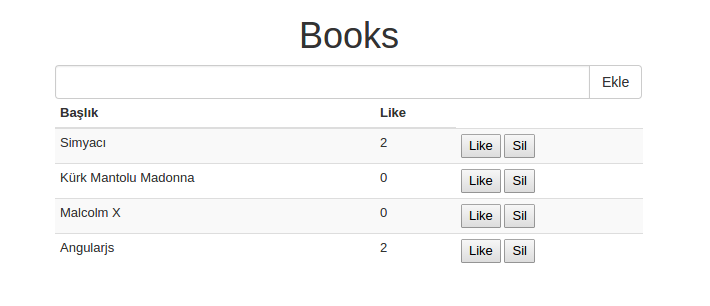 Books
Ekle
Başlık Like
Simyacı 2 Like Sil
Kürk Mantolu Madonna 0 Like Sil
Malcolm X 0 Like Sil
Angularjs 2 Like Sil